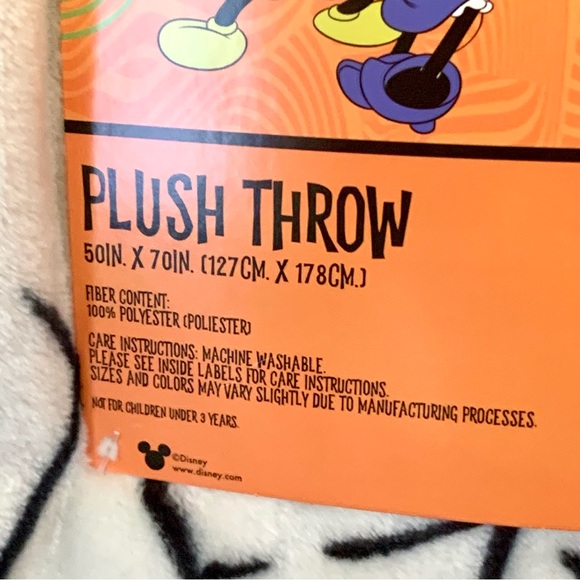 PLUSH THROW
50IN. X 70IN. (127CM. X 178CM.)
FIBER CONTENT:
100% POLYESTER (POLIESTER)
CARE INSTRUCTIONS: MACHINE WASHABLE.
PLEASE SEE INSIDE LABELS FOR CARE INSTRUCTIONS.
SIZES AND COLORS MAY VARY SLIGHTLY DUE TO MANUFACTURING PROCESSES.
NOT FOR CHILDREN UNDER 3 YEARS.
©Disney
www.disney.com